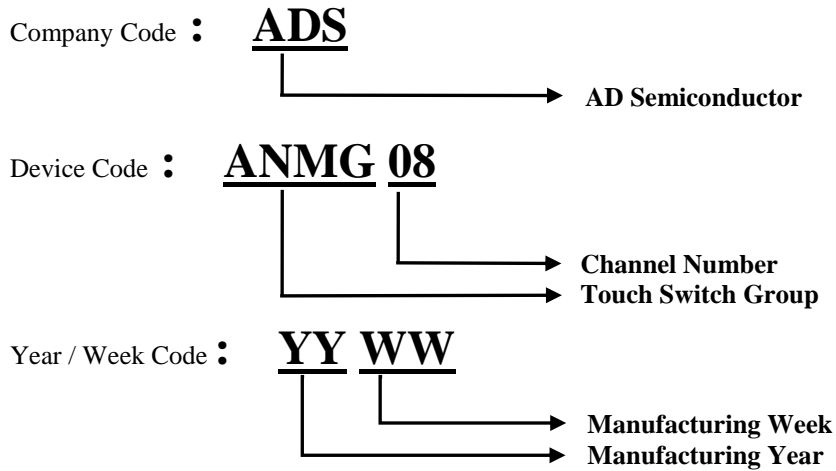 Company Code : ADS
AD Semiconductor
Device Code : ANMG 08
Channel Number
Touch Switch Group
Year / Week Code : YY WW
Manufacturing Week
Manufacturing Year